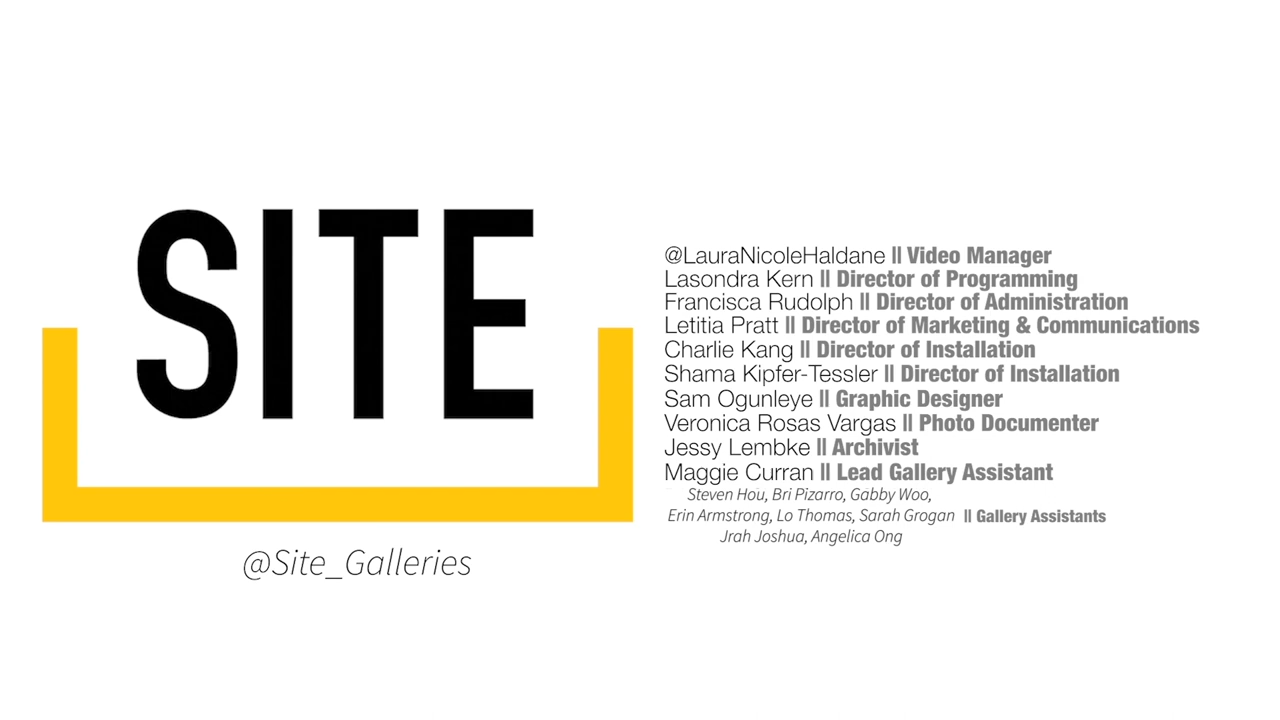 SITE
@Site_Galleries
@LauraNicoleHaldane || Video Manager
Lasondra Kern || Director of Programming
Francisca Rudolph || Director of Administration
Letitia Pratt || Director of Marketing & Communications
Charlie Kang || Director of Installation
Shama Kipfer-Tessler || Director of Installation
Sam Ogunleye || Graphic Designer
Veronica Rosas Vargas || Photo Documenter
Jessy Lembke || Archivist
Maggie Curran || Lead Gallery Assistant
Steven Hou, Bri Pizarro, Gabby Woo,
Erin Armstrong, Lo Thomas, Sarah Grogan || Gallery Assistants
Jrah Joshua, Angelica Ong